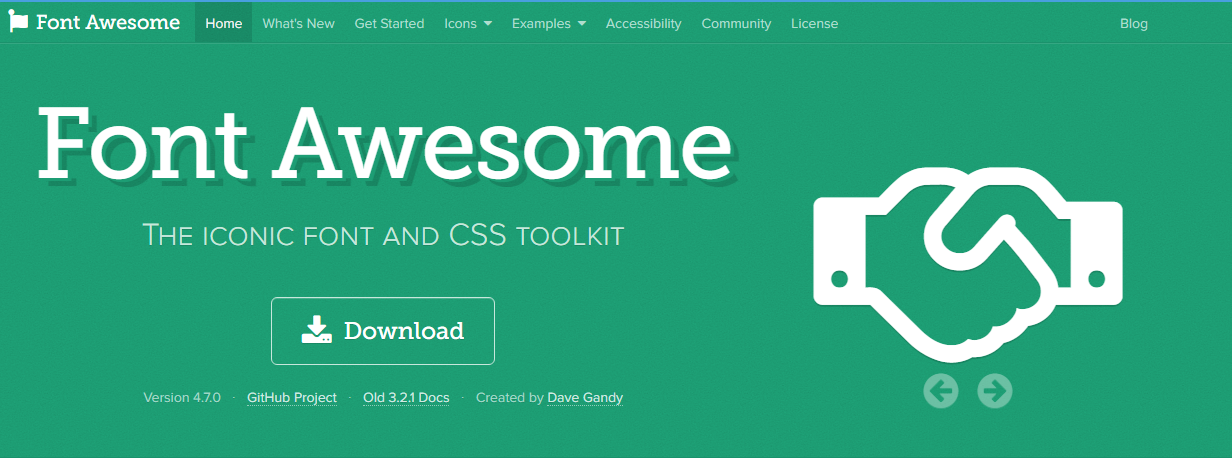 Font Awesome Home What's New Get Started Icons Examples Accessibility Community License Blog
Font Awesome
The iconic font and CSS toolkit
Download
Version 4.7.0 · GitHub Project · Old 3.2.1 Docs · Created by Dave Gandy